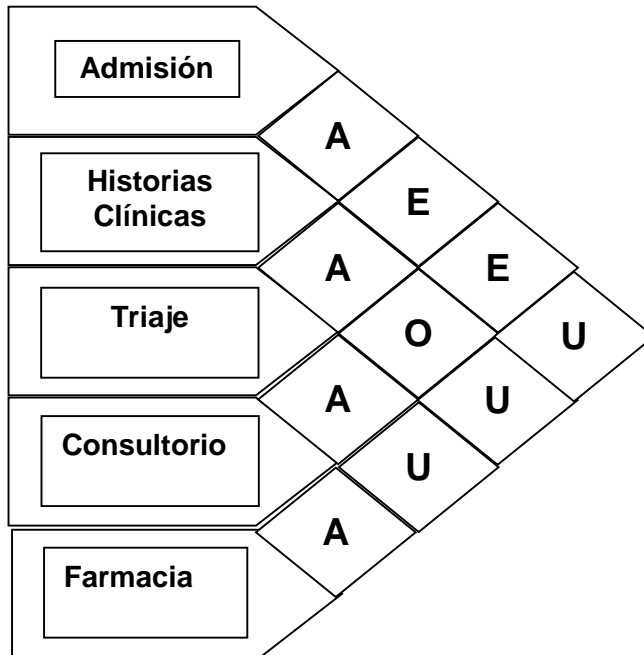 Admisión
A
Historias
Clínicas
E
A
E
Triaje
O
U
A
U
Consultorio
U
A
Farmacia